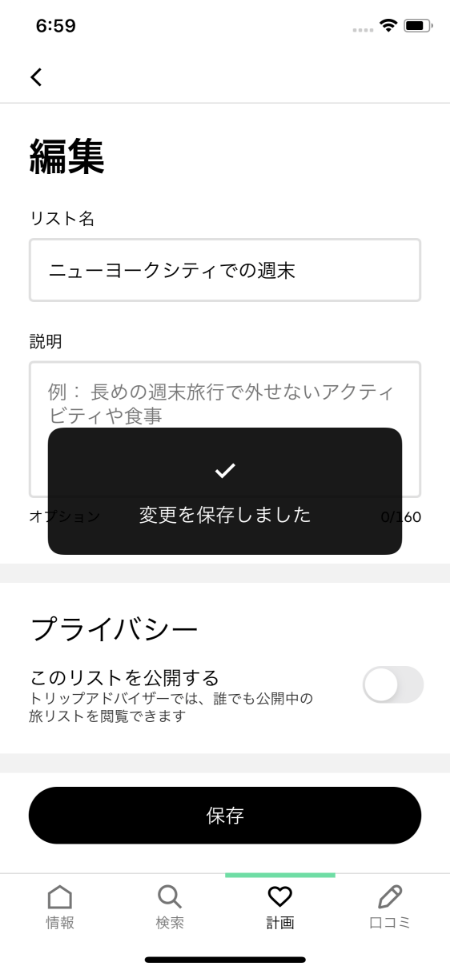 6:59
編集
リスト名
ニューヨークシティでの週末
説明
例： 長めの週末旅行で外せないアクティ
ビティや食事
変更を保存しました
オプション
0/160
プライバシー
このリストを公開する
トリップアドバイザーでは、誰でも公開中の
旅リストを閲覧できます
保存
情報
検索
計画
口コミ